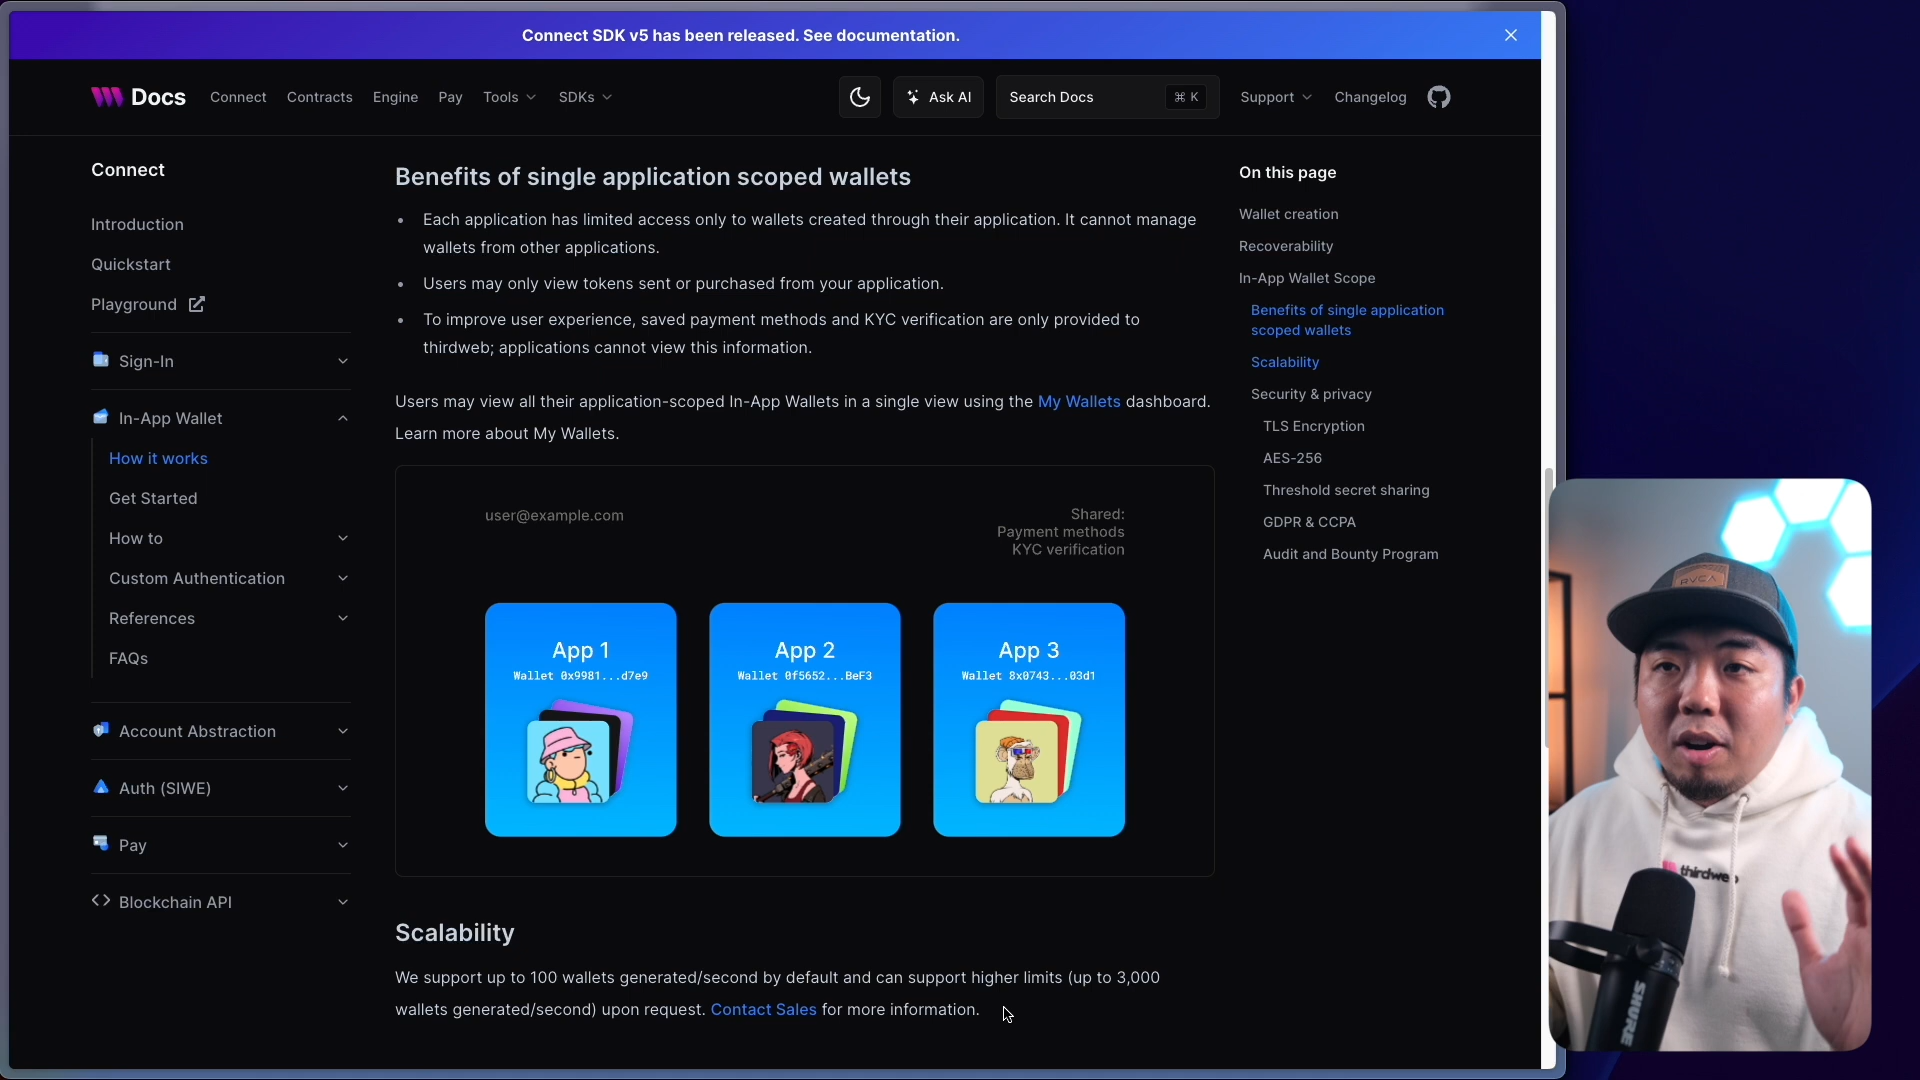 Connect SDK v5 has been released. See documentation.
Docs
Connect
Contracts
Engine
Pay
Tools
SDKs
Ask AI
Search Docs
⌘ K
Support
Changelog
Connect
Introduction
Quickstart
Playground
Sign-In
In-App Wallet
How it works
Get Started
How to
Custom Authentication
References
FAQs
Account Abstraction
Auth (SIWE)
Pay
Blockchain API
Benefits of single application scoped wallets
Each application has limited access only to wallets created through their application. It cannot manage
wallets from other applications.
Users may only view tokens sent or purchased from your application.
To improve user experience, saved payment methods and KYC verification are only provided to
thirdweb; applications cannot view this information.
Users may view all their application-scoped In-App Wallets in a single view using the My Wallets dashboard.
Learn more about My Wallets.
user@example.com
Shared:
Payment methods
KYC verification
App 1
Wallet 0x9981...d7e9
App 2
Wallet 0f5652...BeF3
App 3
Wallet 8x0743...03d1
Scalability
We support up to 100 wallets generated/second by default and can support higher limits (up to 3,000
wallets generated/second) upon request. Contact Sales for more information.
On this page
Wallet creation
Recoverability
In-App Wallet Scope
Benefits of single application
scoped wallets
Scalability
Security & privacy
TLS Encryption
AES-256
Threshold secret sharing
GDPR & CCPA
Audit and Bounty Program
RVCA
thirdweb
SHURE